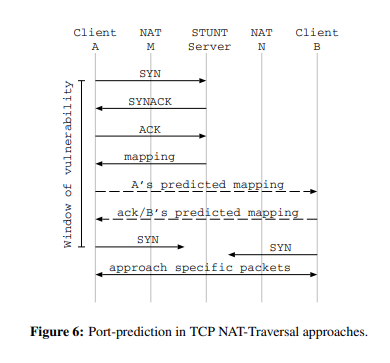 Client NAT STUNT NAT Client
A M Server N B
Window of vulnerability
SYN
SYNACK
ACK
mapping
A's predicted mapping
ack/B's predicted mapping
SYN
SYN
approach specific packets
Figure 6: Port-prediction in TCP NAT-Traversal approaches.